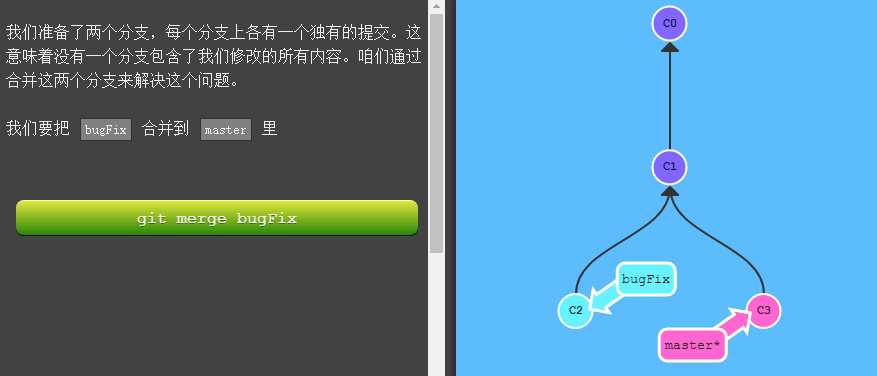 我们准备了两个分支，每个分支上各有一个独有的提交。这
意味着没有一个分支包含了我们修改的所有内容。咱们通过
合并这两个分支来解决这个问题。
我们要把 bugFix 合并到 master 里
git merge bugFix
C0
C1
bugFix
C2
C3
master*